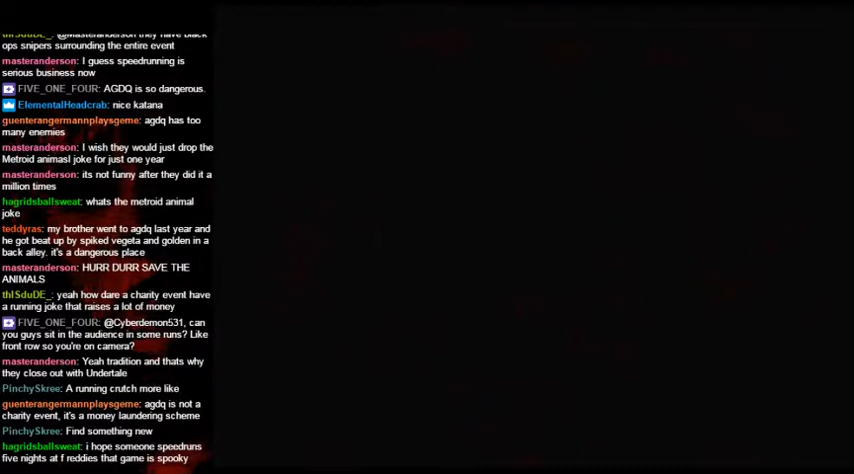 thISduDE_: @Masteranderson they have black
ops snipers surrounding the entire event
masteranderson: I guess speedrunning is
serious business now
FIVE_ONE_FOUR: AGDQ is so dangerous.
ElementalHeadcrab: nice katana
guenterangermannplaysgeme: agdq has too
many enemies
masteranderson: I wish they would just drop the
Metroid animasl joke for just one year
masteranderson: its not funny after they did it a
million times
hagridsballsweat: whats the metroid animal
joke
teddyras: my brother went to agdq last year and
he got beat up by spiked vegeta and golden in a
back alley. it's a dangerous place
masteranderson: HURR DURR SAVE THE
ANIMALS
thISduDE_: yeah how dare a charity event have
a running joke that raises a lot of money
FIVE_ONE_FOUR: @Cyberdemon531, can
you guys sit in the audience in some runs? Like
front row so you're on camera?
masteranderson: Yeah tradition and thats why
they close out with Undertale
PinchySkree: A running crutch more like
guenterangermannplaysgeme: agdq is not a
charity event, it's a money laundering scheme
PinchySkree: Find something new
hagridsballsweat: i hope someone speedruns
five nights at f reddies that game is spooky